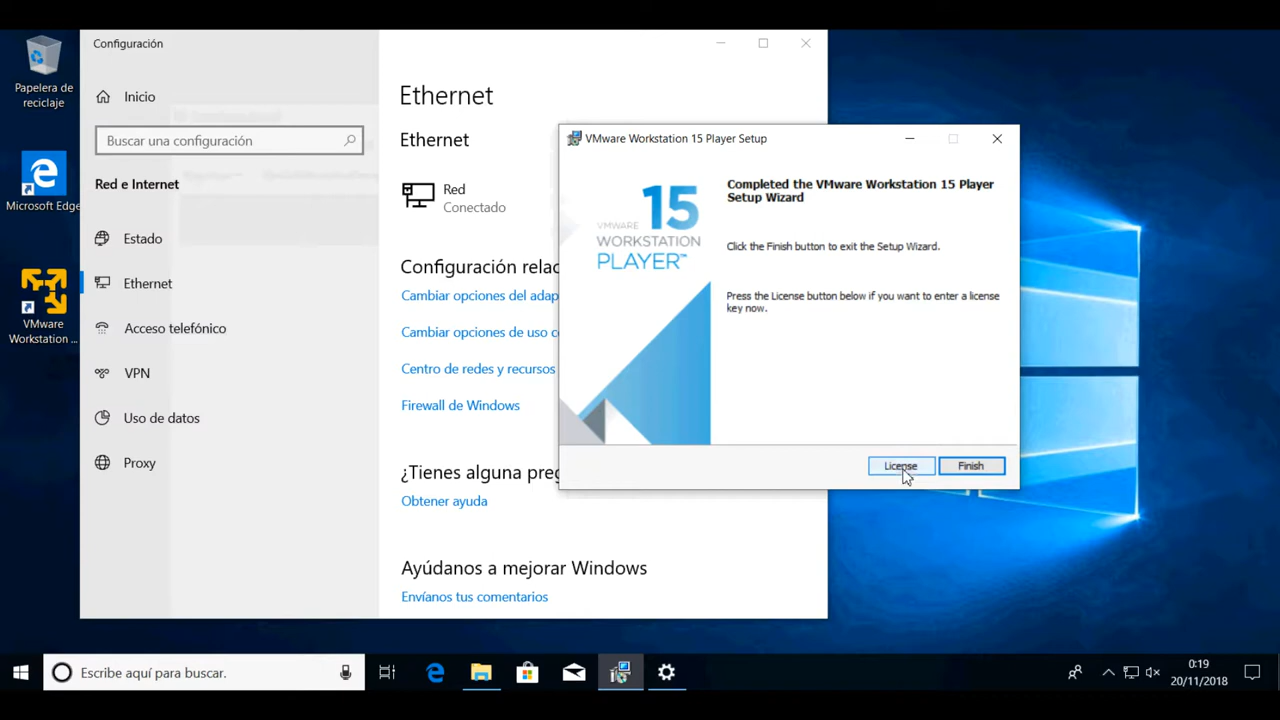 Papelera de
reciclaje
Microsoft Edge
VMware
Workstation ...
Configuración
Inicio
Buscar una configuración
Red e Internet
Estado
Ethernet
Acceso telefónico
VPN
Uso de datos
Proxy
Ethernet
Ethernet
Red
Conectado
Configuración relac
Cambiar opciones del adap
Cambiar opciones de uso co
Centro de redes y recursos
Firewall de Windows
¿Tienes alguna preg
Obtener ayuda
Ayúdanos a mejorar Windows
Envíanos tus comentarios
VMware Workstation 15 Player Setup
15
VMWARE
WORKSTATION
PLAYER™
Completed the VMware Workstation 15 Player
Setup Wizard
Click the Finish button to exit the Setup Wizard.
Press the License button below if you want to enter a license
key now.
License
Finish
Escribe aquí para buscar.
0:19
20/11/2018